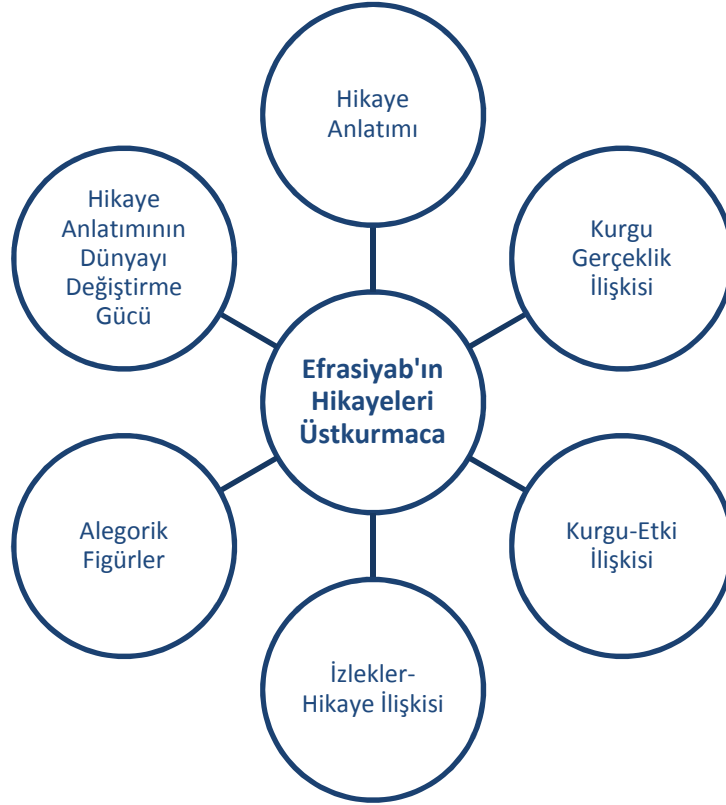 Hikaye
Anlatımı
Hikaye
Anlatımının
Dünyayı
Değiştirme
Gücü
Kurgu
Gerçeklik
İlişkisi
Efrasiyab'ın
Hikayeleri
Üstkurmaca
Alegorik
Figürler
Kurgu-Etki
İlişkisi
İzlekler-
Hikaye İlişkisi